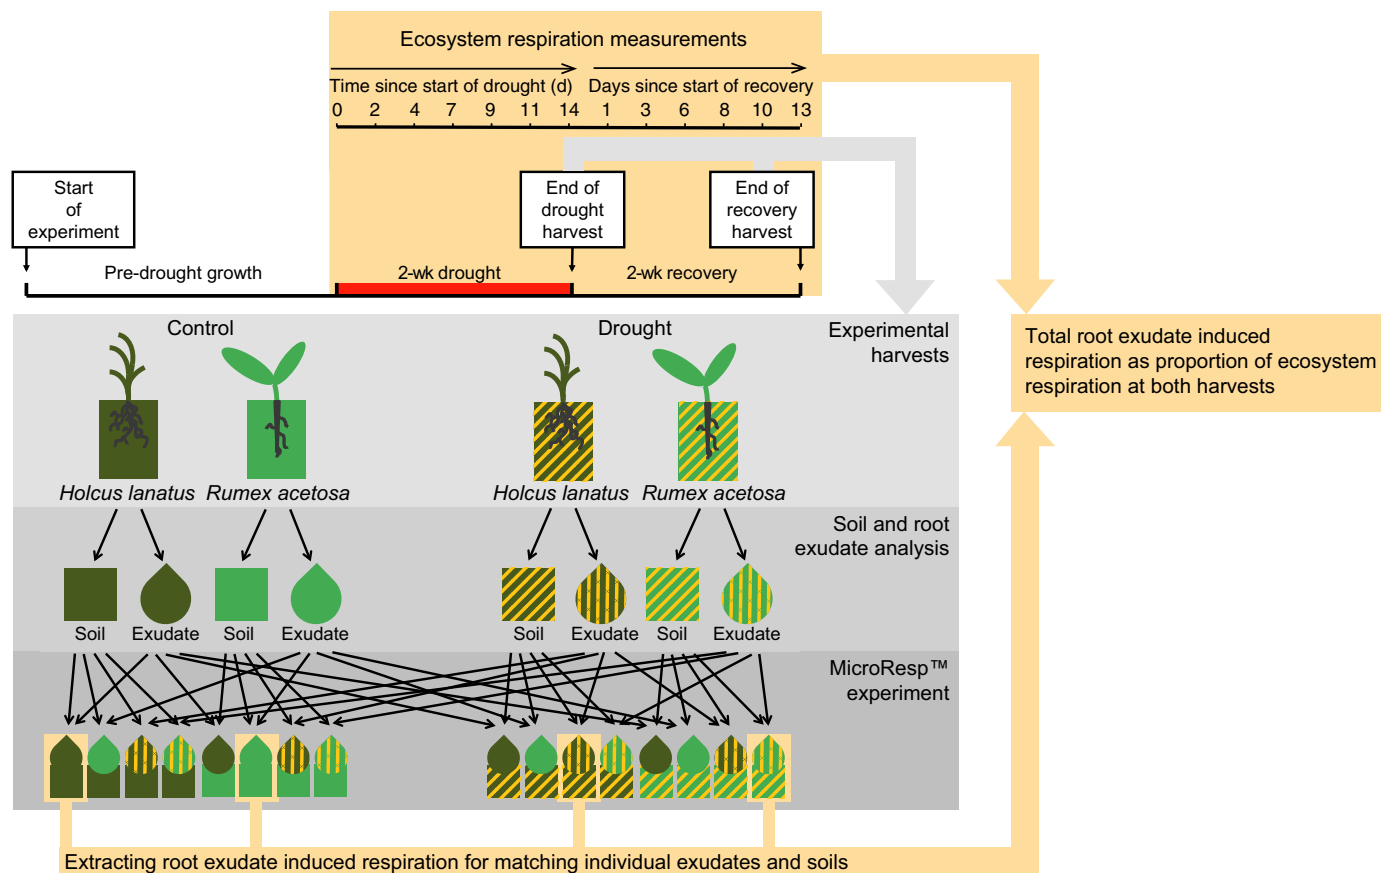 Ecosystem respiration measurements
Time since start of drought (d)
Days since start of recovery
0 2 4 7 9 11 14 1 3 6 8 10 13
Start
of
experiment
End of
drought
harvest
End of
recovery
harvest
Pre-drought growth
2-wk drought
2-wk recovery
Control
Drought
Experimental
harvests
Total root exudate induced
respiration as proportion of ecosystem
respiration at both harvests
Holcus lanatus
Rumex acetosa
Holcus lanatus
Rumex acetosa
Soil and root
exudate analysis
Soil
Exudate
Soil
Exudate
Soil
Exudate
Soil
Exudate
MicroResp™
experiment
Extracting root exudate induced respiration for matching individual exudates and soils